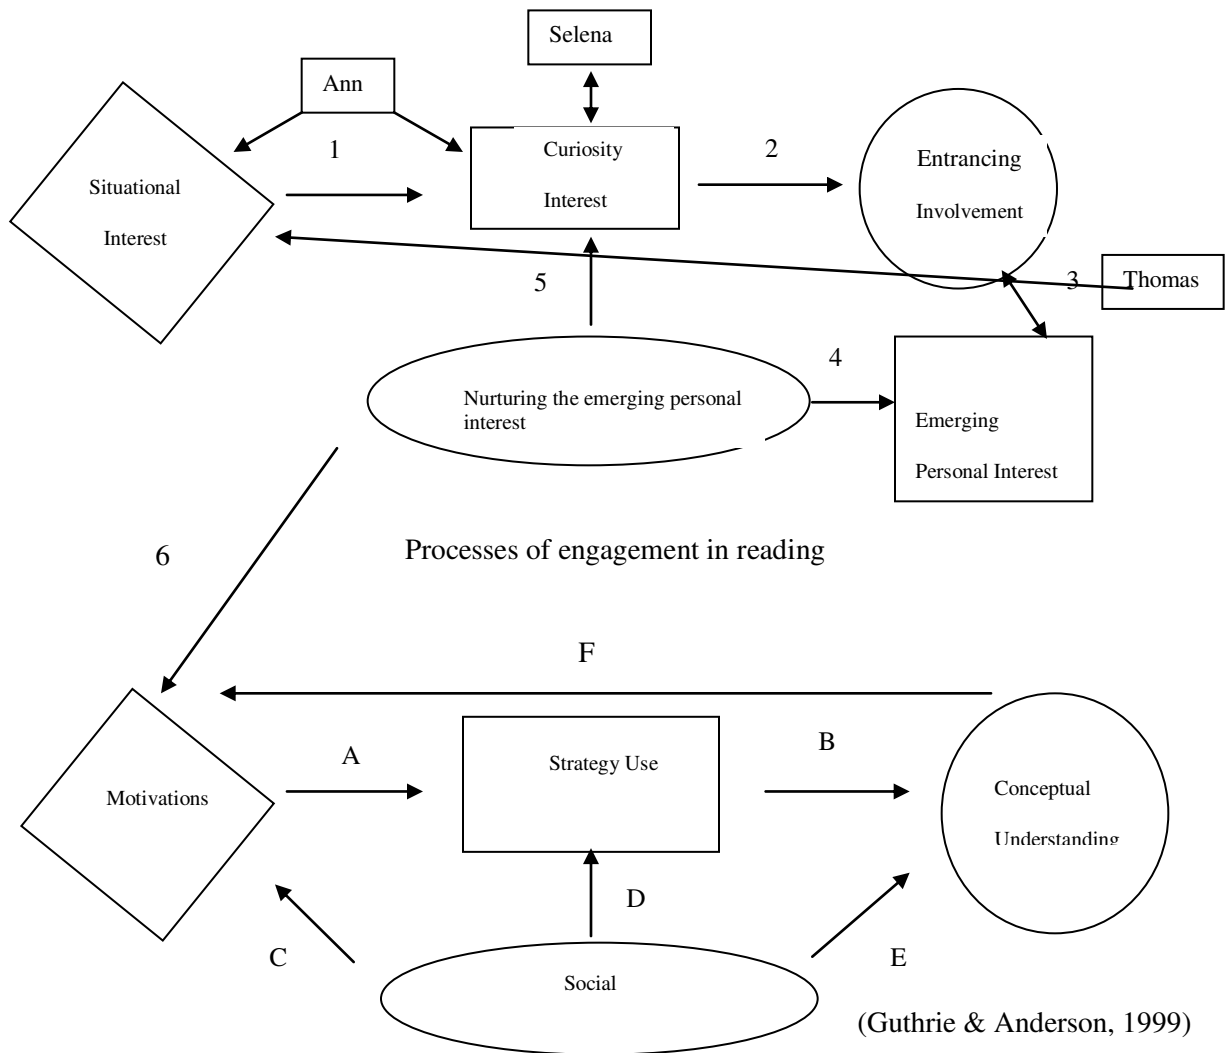 Selena
Ann
1
Curiosity
Interest
2
Situational
Interest
Entrancing
Involvement
5
3
Thomas
4
Nurturing the emerging personal
interest
Emerging
Personal Interest
6
Processes of engagement in reading
F
A
Strategy Use
B
Motivations
Conceptual
Understanding
D
C
E
Social
(Guthrie & Anderson, 1999)